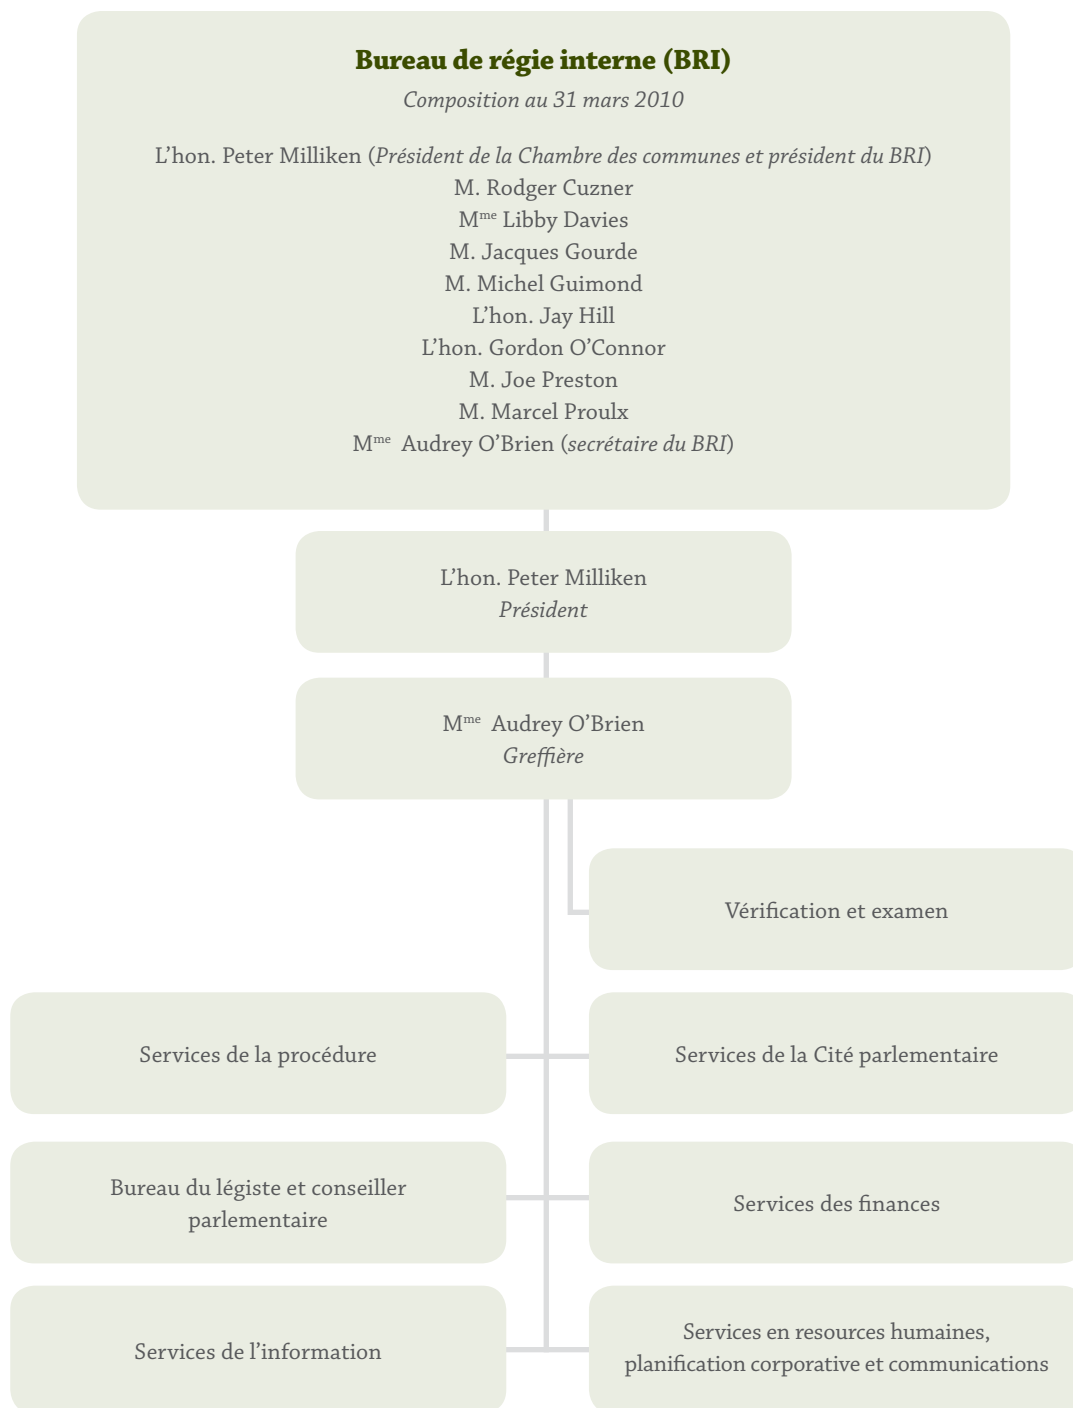 Bureau de régie interne (BRI)
Composition au 31 mars 2010
L’hon. Peter Milliken (Président de la Chambre des communes et président du BRI)
M. Rodger Cuzner
Mme Libby Davies
M. Jacques Gourde
M. Michel Guimond
L’hon. Jay Hill
L’hon. Gordon O’Connor
M. Joe Preston
M. Marcel Proulx
Mme Audrey O’Brien (secrétaire du BRI)
L’hon. Peter Milliken
Président
Mme Audrey O’Brien
Greffière
Vérification et examen
Services de la procédure
Services de la Cité parlementaire
Bureau du légiste et conseiller
parlementaire
Services des finances
Services de l’information
Services en resources humaines,
planification corporative et communications